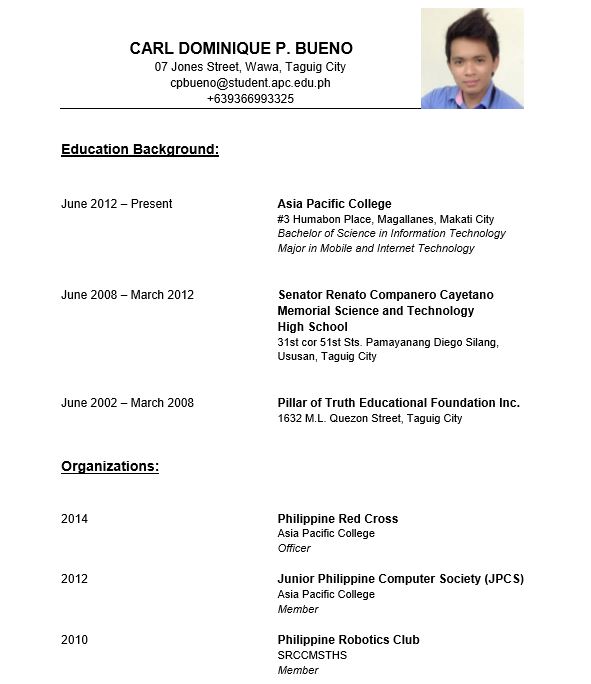 CARL DOMINIQUE P. BUENO
07 Jones Street, Wawa, Taguig City
cpbueno@student.apc.edu.ph
+639366993325
Education Background:
June 2012 – Present
Asia Pacific College
#3 Humabon Place, Magallanes, Makati City
Bachelor of Science in Information Technology
Major in Mobile and Internet Technology
June 2008 – March 2012
Senator Renato Companero Cayetano
Memorial Science and Technology
High School
31st cor 51st Sts. Pamayanang Diego Silang,
Ususan, Taguig City
June 2002 – March 2008
Pillar of Truth Educational Foundation Inc.
1632 M.L. Quezon Street, Taguig City
Organizations:
2014
Philippine Red Cross
Asia Pacific College
Officer
2012
Junior Philippine Computer Society (JPCS)
Asia Pacific College
Member
2010
Philippine Robotics Club
SRCCMSTHS
Member